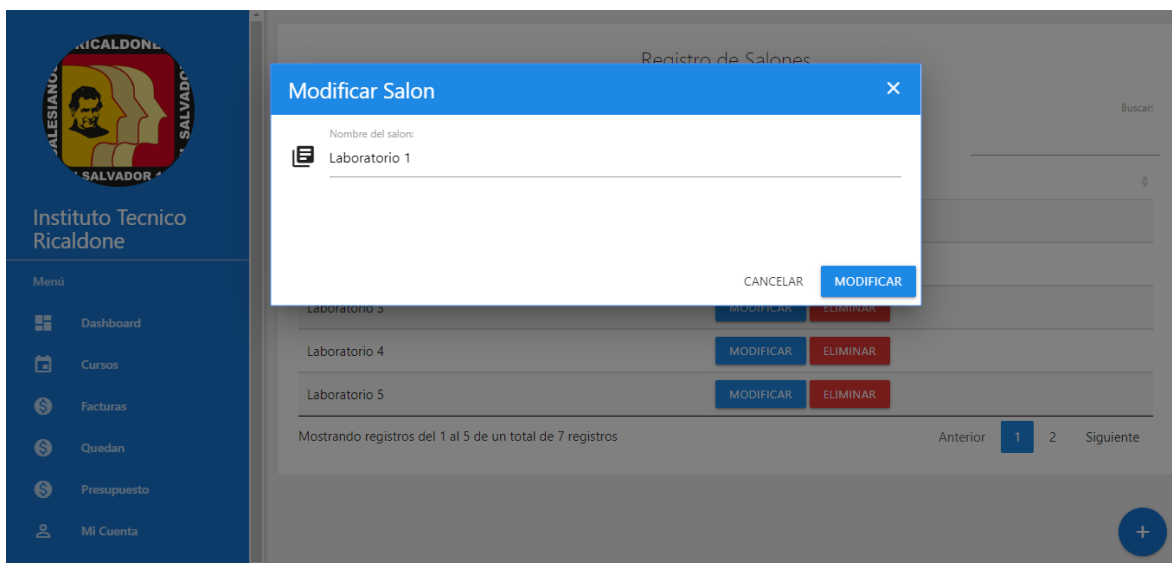 RICALDONE
SALESIANO
SALVADOR
SALVADOR
Instituto Tecnico
Ricaldone
Menú
Dashboard
Cursos
Facturas
Quedan
Presupuesto
Mi Cuenta
Registro de Salones
Buscar:
Modificar Salon
Nombre del salon:
Laboratorio 1
CANCELAR MODIFICAR
Laboratorio 3 MODIFICAR ELIMINAR
Laboratorio 4 MODIFICAR ELIMINAR
Laboratorio 5 MODIFICAR ELIMINAR
Mostrando registros del 1 al 5 de un total de 7 registros
Anterior 1 2 Siguiente